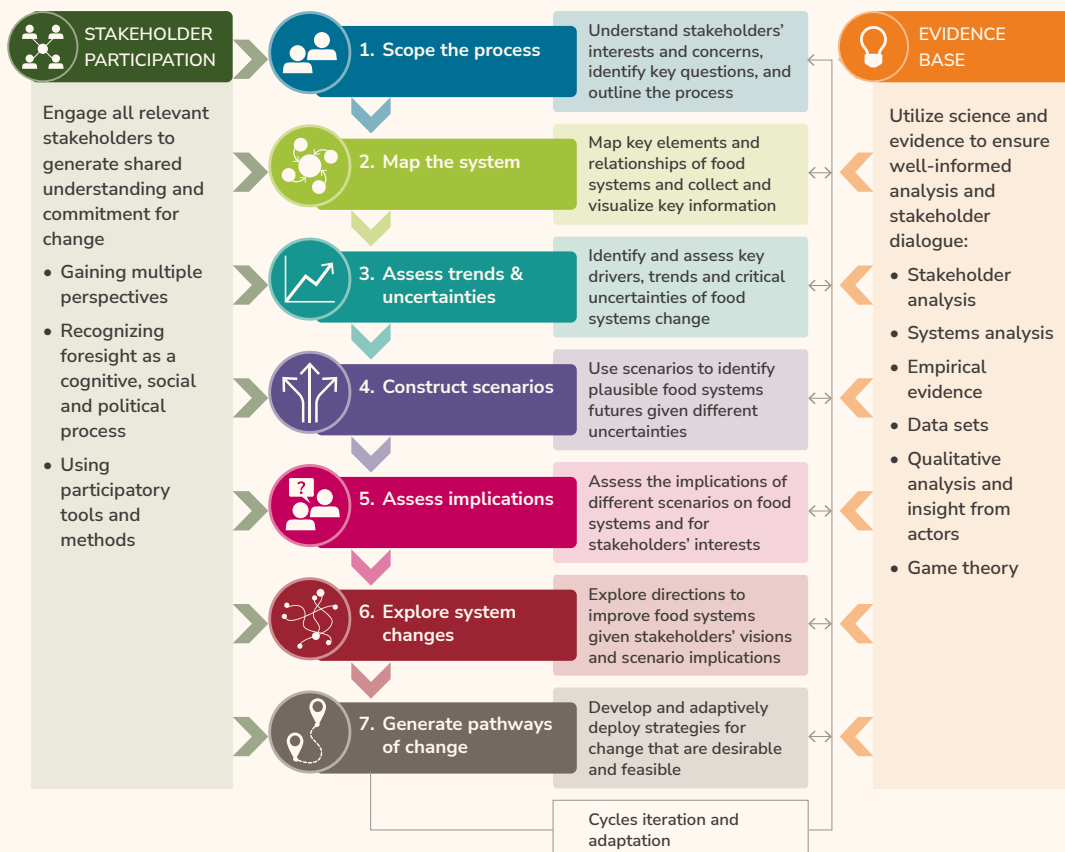 STAKEHOLDER
PARTICIPATION
Engage all relevant
stakeholders to
generate shared
understanding and
commitment for
change
• Gaining multiple
perspectives
• Recognizing
foresight as a
cognitive, social
and political
process
• Using
participatory
tools and
methods
1. Scope the process
Understand stakeholders’
interests and concerns,
identify key questions, and
outline the process
2. Map the system
Map key elements and
relationships of food
systems and collect and
visualize key information
3. Assess trends &
uncertainties
Identify and assess key
drivers, trends and critical
uncertainties of food
systems change
4. Construct scenarios
Use scenarios to identify
plausible food systems
futures given different
uncertainties
?
5. Assess implications
Assess the implications of
different scenarios on food
systems and for
stakeholders’ interests
6. Explore system
changes
Explore directions to
improve food systems
given stakeholders’ visions
and scenario implications
7. Generate pathways
of change
Develop and adaptively
deploy strategies for
change that are desirable
and feasible
Cycles iteration and
adaptation
EVIDENCE
BASE
Utilize science and
evidence to ensure
well-informed
analysis and
stakeholder
dialogue:
• Stakeholder
analysis
• Systems analysis
• Empirical
evidence
• Data sets
• Qualitative
analysis and
insight from
actors
• Game theory